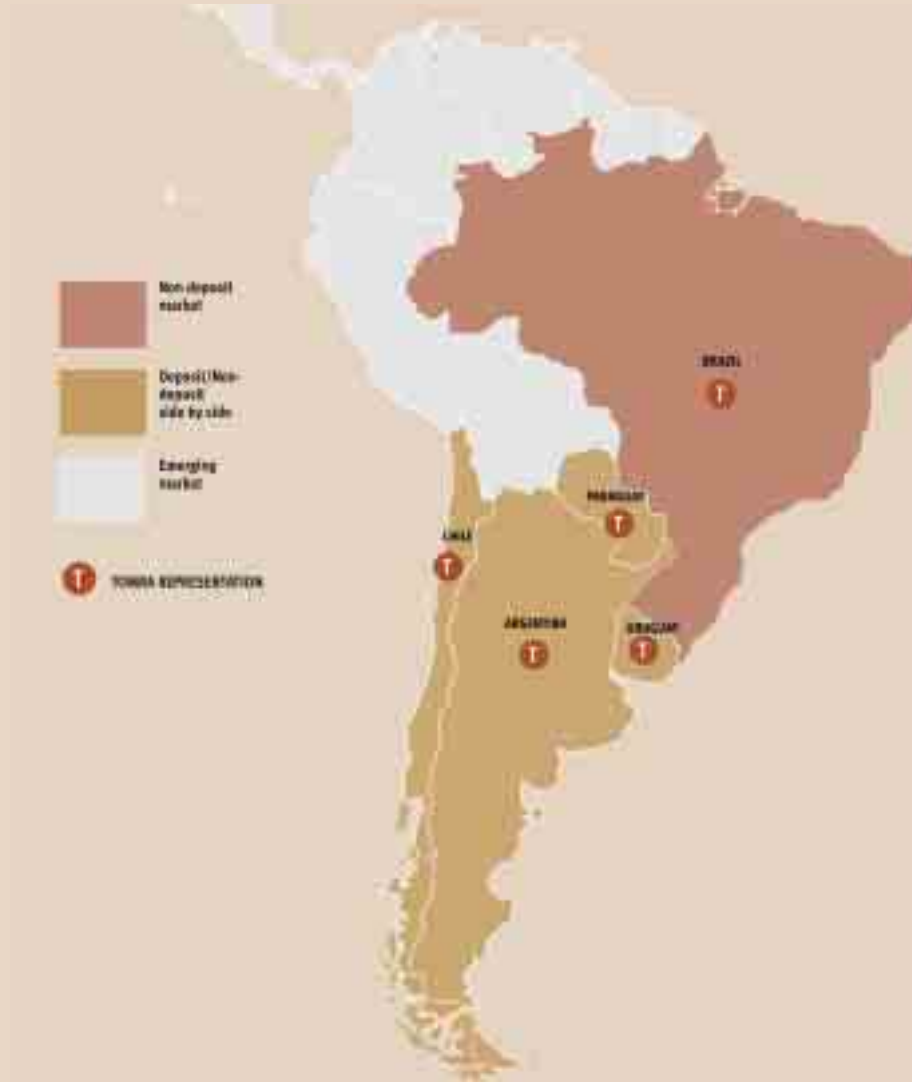 Non-deposit
market
Deposit/Non-
deposit
side by side
Emerging
market
T TOMRA REPRESENTATION
BRAZIL
T
PARAGUAY
T
CHILE
T
ARGENTINA
T
URUGUAY
T